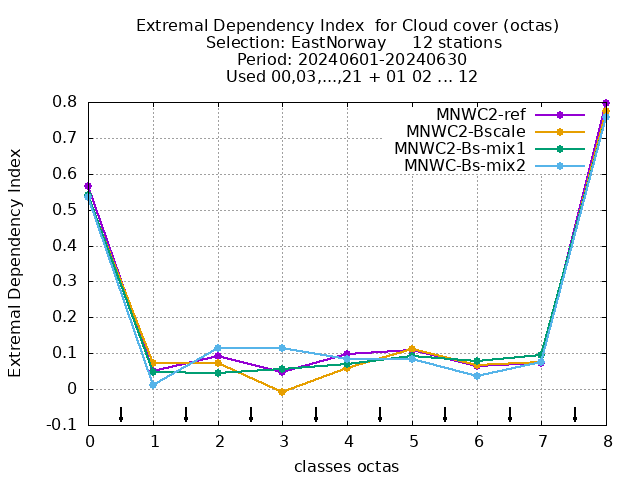 Extremal Dependency Index  for Cloud cover (octas)
Selection: EastNorway     12 stations
Period: 20240601-20240630
Used 00,03,...,21 + 01 02 ... 12
Extremal Dependency Index
0.8
0.7
0.6
0.5
0.4
0.3
0.2
0.1
0
-0.1
MNWC2-ref
MNWC2-Bscale
MNWC2-Bs-mix1
MNWC-Bs-mix2
0 1 2 3 4 5 6 7 8
classes octas